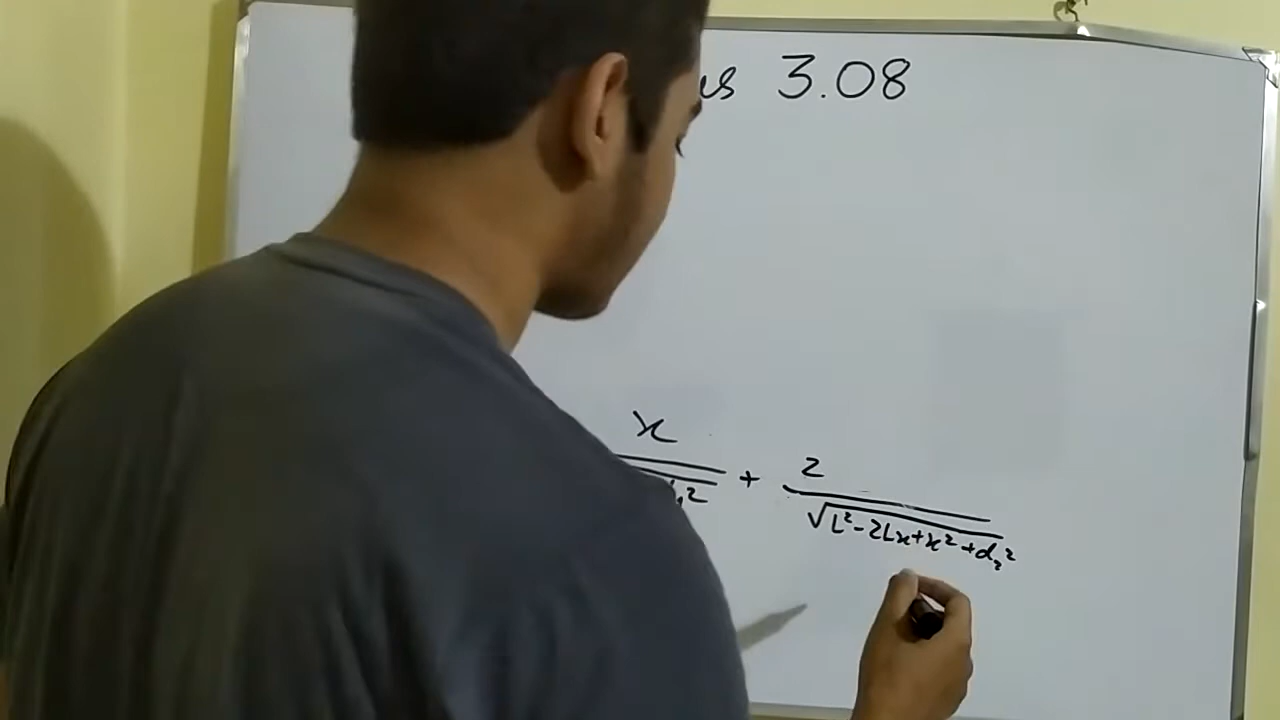 3.08
x
+ 2
√L²-2Lx+x²+d₂²